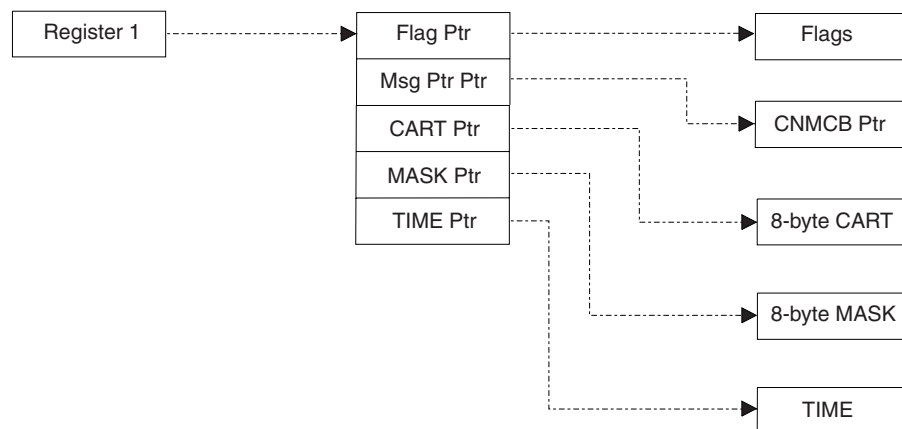 Register 1
Flag Ptr
Flags
Msg Ptr Ptr
CNMCB Ptr
CART Ptr
MASK Ptr
TIME Ptr
8-byte CART
8-byte MASK
TIME